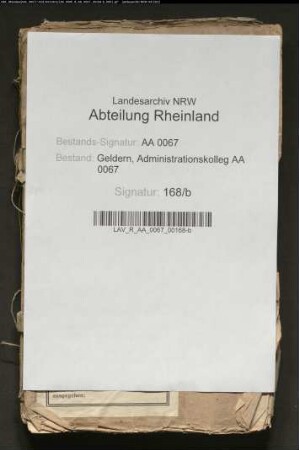 Landesarchiv NRW
Abteilung Rheinland
Bestands-Signatur: AA 0067
Bestand: Geldern, Administrationskolleg AA
0067
Signatur: 168/b
LAV_R_AA_0067_00168-b